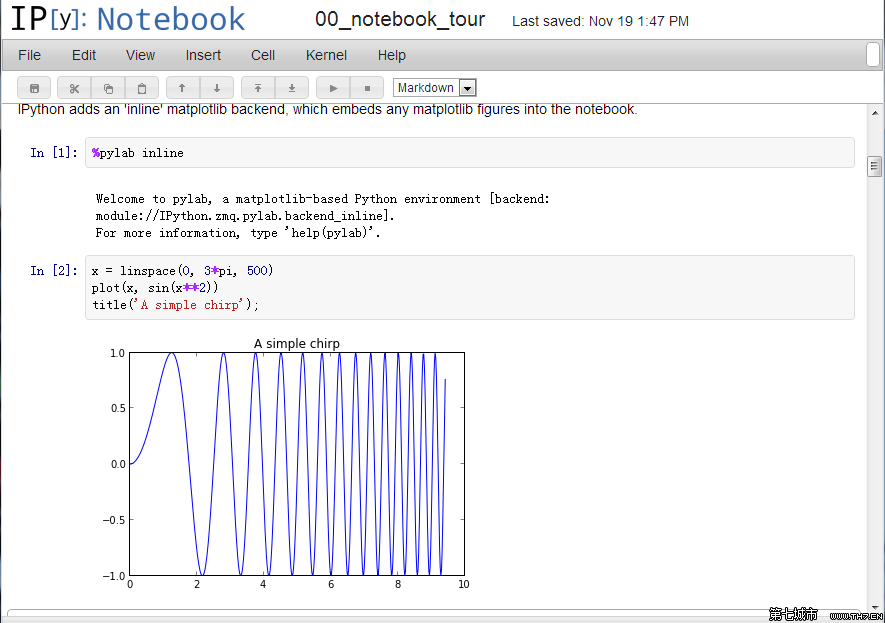 IP[y]: Notebook 00_notebook_tour Last saved: Nov 19 1:47 PM
File Edit View Insert Cell Kernel Help
Markdown
IPython adds an 'inline' matplotlib backend, which embeds any matplotlib figures into the notebook.
In [1]: %pylab inline
Welcome to pylab, a matplotlib-based Python environment [backend:
module://IPython.zmq.pylab.backend_inline].
For more information, type 'help(pylab)'.
In [2]: x = linspace(0, 3*pi, 500)
plot(x, sin(x**2))
title('A simple chirp');
A simple chirp
1.0
0.5
0.0
−0.5
−1.0
0 2 4 6 8 10
第七城市 WWW.TH7.CN